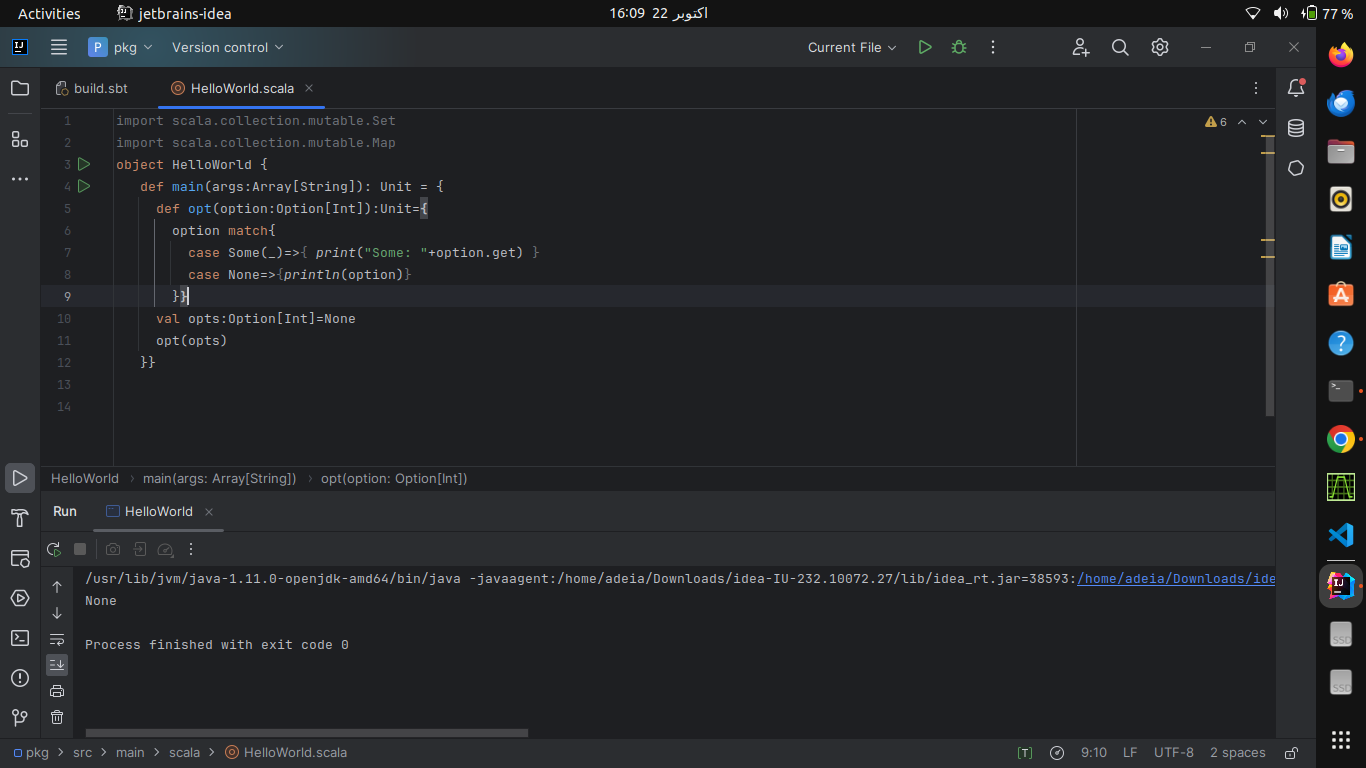 Activities jetbrains-idea 16:09 22 اکتوبر 77 %
P pkg Version control Current File
build.sbt HelloWorld.scala
1 import scala.collection.mutable.Set 6
2 import scala.collection.mutable.Map
3 object HelloWorld {
4 def main(args:Array[String]): Unit = {
5 def opt(option:Option[Int]):Unit={
6 option match{
7 case Some(_)=>{ print("Some: "+option.get) }
8 case None=>{println(option)}
9 }}
10 val opts:Option[Int]=None
11 opt(opts)
12 }}
13
14
HelloWorld main(args: Array[String]) opt(option: Option[Int])
Run HelloWorld
/usr/lib/jvm/java-1.11.0-openjdk-amd64/bin/java -javaagent:/home/adeia/Downloads/idea-IU-232.10072.27/lib/idea_rt.jar=38593:/home/adeia/Downloads/ide
None
Process finished with exit code 0
pkg src main scala HelloWorld.scala [T] 9:10 LF UTF-8 2 spaces
SSD
SSD